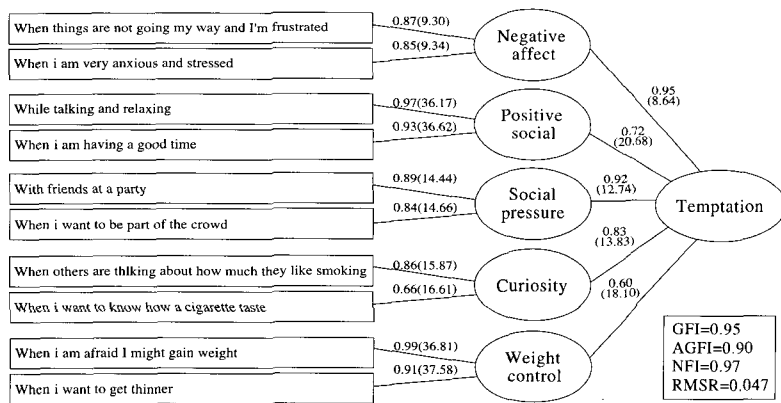 When things are not going my way and I'm frustrated
0.87(9.30)
When i am very anxious and stressed
0.85(9.34)
Negative
affect
0.95
(8.64)
While talking and relaxing
0.97(36.17)
When i am having a good time
0.93(36.62)
Positive
social
0.72
(20.68)
With friends at a party
0.89(14.44)
When i want to be part of the crowd
0.84(14.66)
Social
pressure
0.92
(12.74)
Temptation
When others are thlking about how much they like smoking
0.86(15.87)
When i want to know how a cigarette taste
0.66(16.61)
Curiosity
0.83
(13.83)
When i am afraid I might gain weight
0.99(36.81)
When i want to get thinner
0.91(37.58)
Weight
control
0.60
(18.10)
GFI=0.95
AGFI=0.90
NFI=0.97
RMSR=0.047